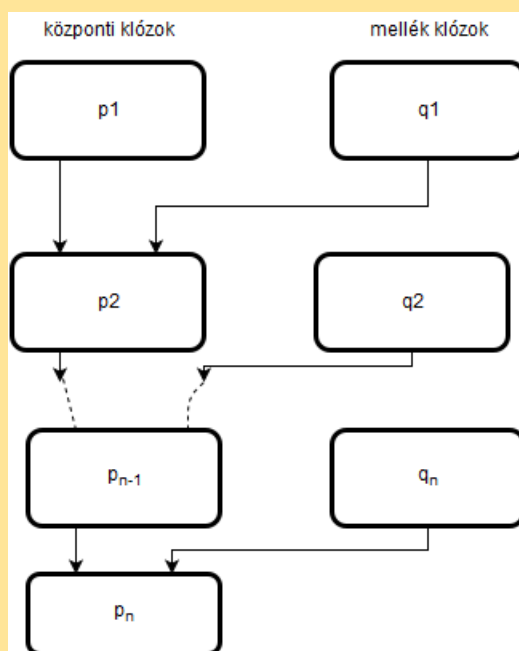 központi klózok mellék klózok
p1 q1
p2 q2
pn-1 qn
pn